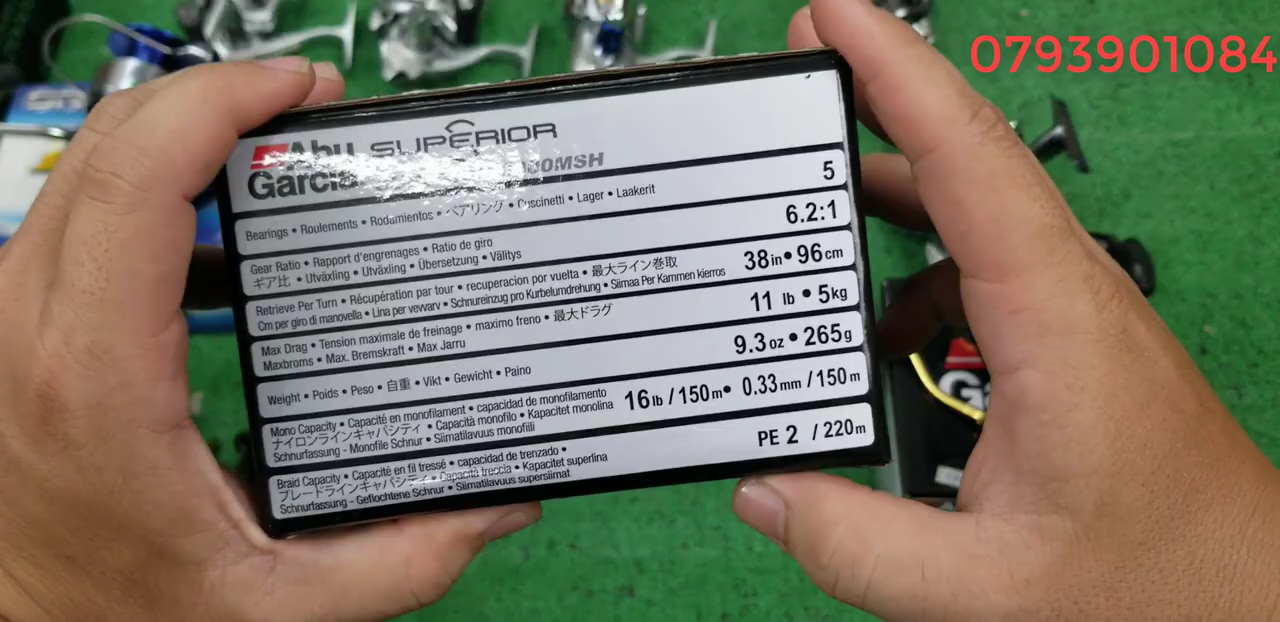 0793901084
Abu SUPERIOR
Garcia 00MSH
Bearings • Roulements • Rodamientos • ベアリング • Cuscinetti • Lager • Laakerit 5
Gear Ratio • Rapport d'engrenages • Ratio de giro 6.2:1
ギア比 • Utväxling • Utväxling • Übersetzung • Välitys
Retrieve Per Turn • Récupération par tour • recuperacion por vuelta • 最大ライン巻取 38in • 96cm
Cm per giro di manovella • Lina per vevvarv • Schnureinzug pro Kurbelumdrehung • Siimaa Per Kammen kierros
Max Drag • Tension maximale de freinage • maximo freno • 最大ドラグ 11 lb • 5kg
Maxbroms • Max. Bremskraft • Max Jarru
Weight • Poids • Peso • 自重 • Vikt • Gewicht • Paino 9.3oz • 265g
Mono Capacity • Capacité en monofilament • capacidad de monofilamento 16lb / 150m • 0.33mm / 150m
ナイロンラインキャパシティ • Capacità monofilo • Kapacitet monolina
Schnurfassung - Monofile Schnur • Siimatilavuus monofiili
Braid Capacity • Capacité en fil tressé • capacidad de trenzado • PE 2 / 220m
ブレードラインキャパシティ • Capacità treccia • Kapacitet superlina
Schnurfassung - Geflochtene Schnur • Siimatilavuus superslimat